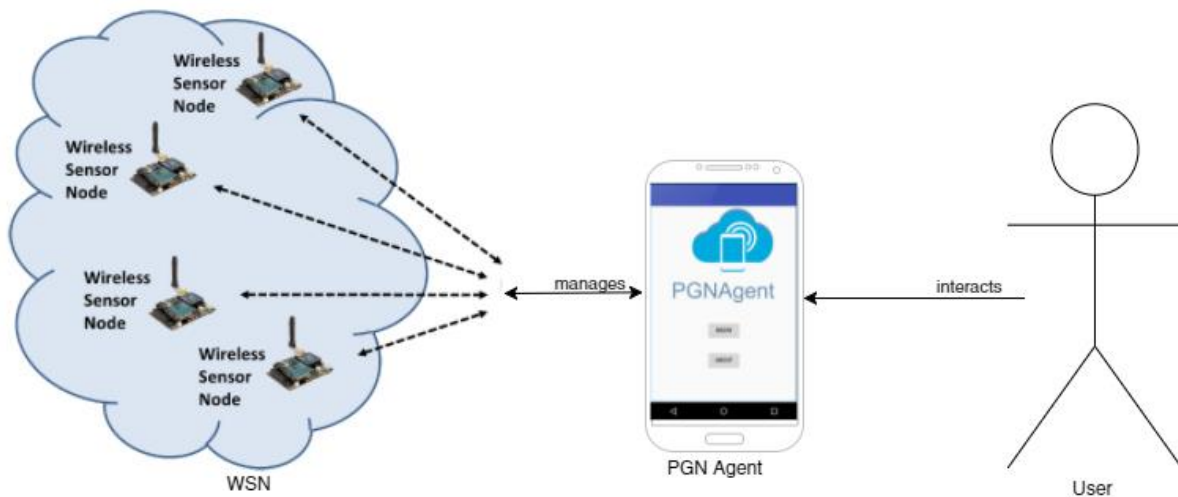 Wireless
Sensor
Node
Wireless
Sensor
Node
Wireless
Sensor
Node
Wireless
Sensor
Node
WSN
manages
PGNAgent
PGN Agent
interacts
User